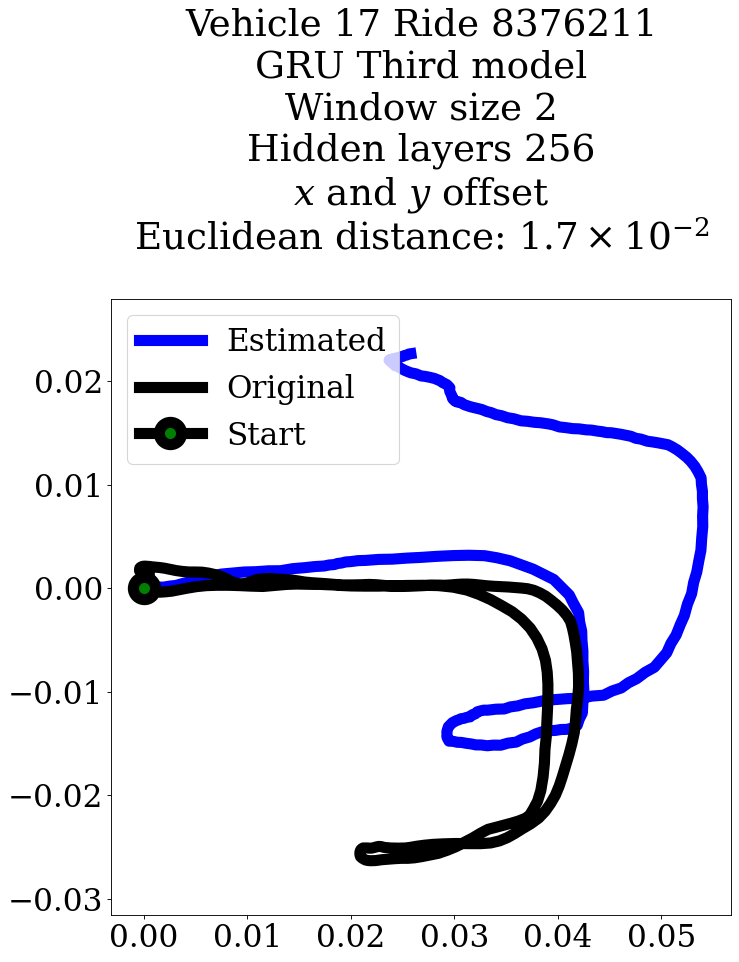 Vehicle 17 Ride 8376211
GRU Third model
Window size 2
Hidden layers 256
x and y offset
Euclidean distance: 1.7 × 10⁻²
Estimated
Original
Start
0.02
0.01
0.00
−0.01
−0.02
−0.03
0.00 0.01 0.02 0.03 0.04 0.05